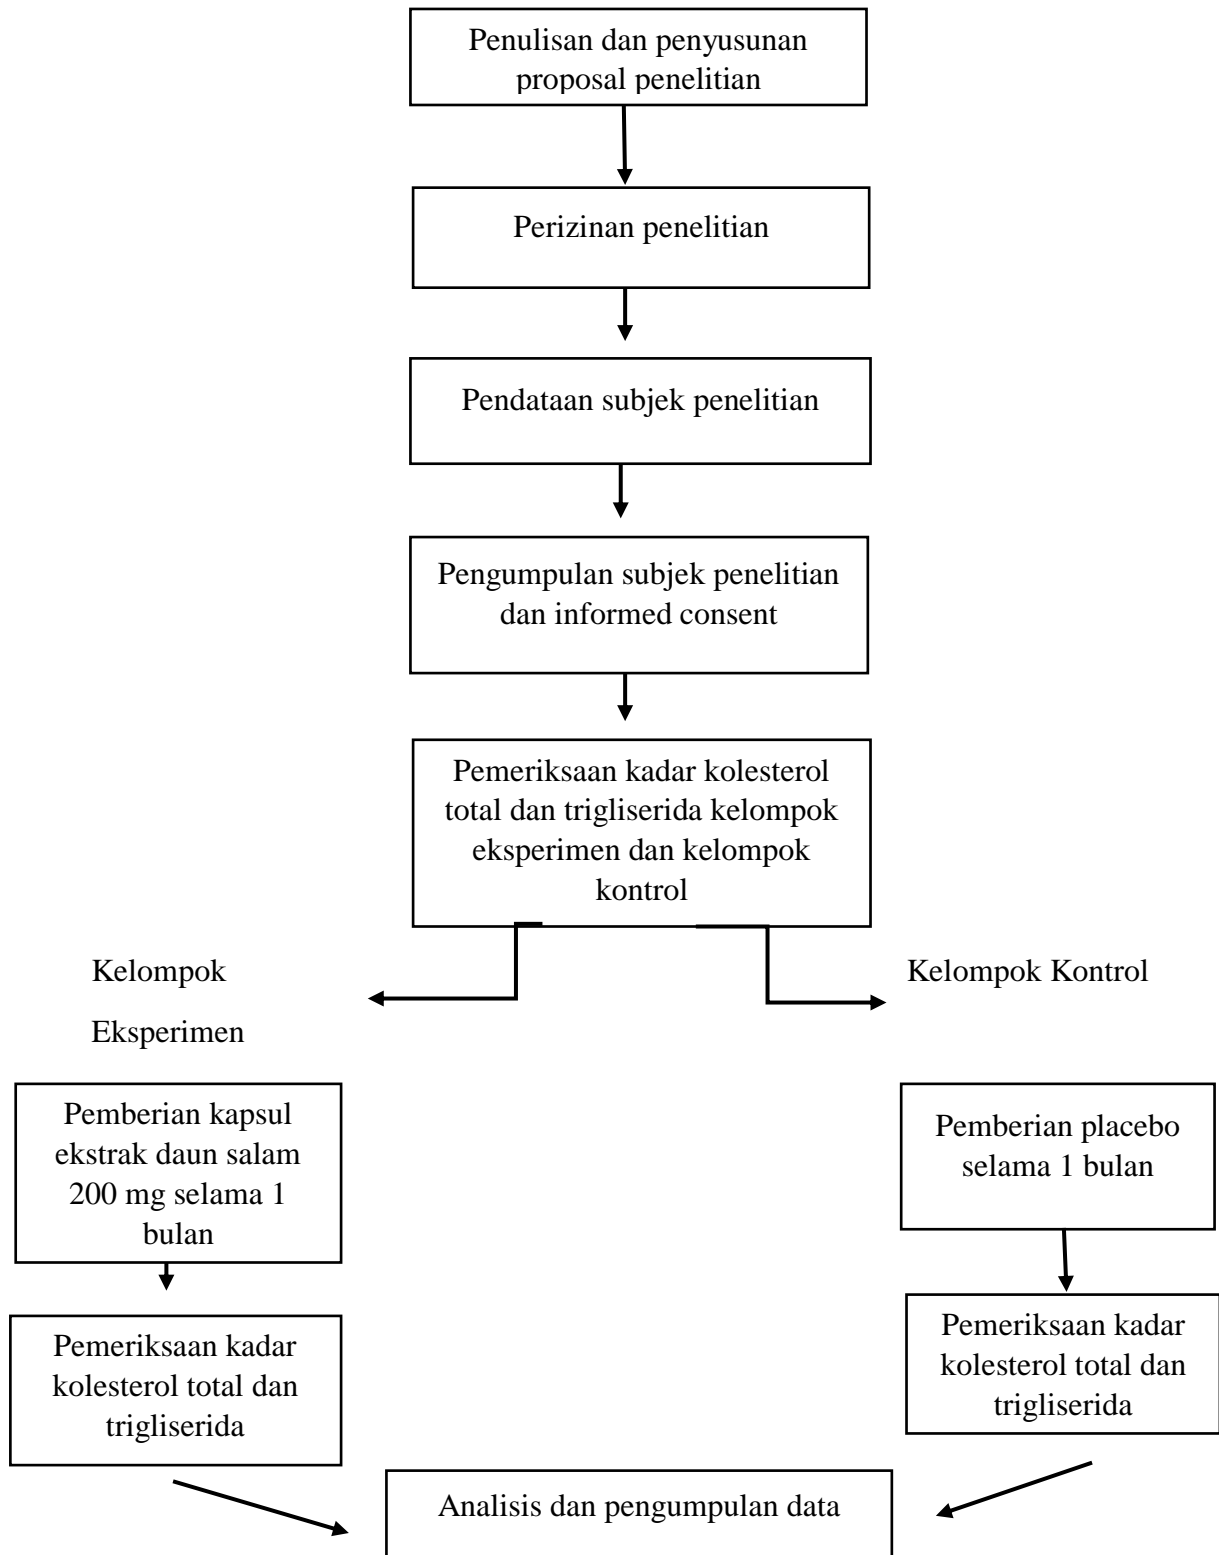 Penulisan dan penyusunan
proposal penelitian
Perizinan penelitian
Pendataan subjek penelitian
Pengumpulan subjek penelitian
dan informed consent
Pemeriksaan kadar kolesterol
total dan trigliserida kelompok
eksperimen dan kelompok
kontrol
Kelompok
Eksperimen
Kelompok Kontrol
Pemberian kapsul
ekstrak daun salam
200 mg selama 1
bulan
Pemberian placebo
selama 1 bulan
Pemeriksaan kadar
kolesterol total dan
trigliserida
Pemeriksaan kadar
kolesterol total dan
trigliserida
Analisis dan pengumpulan data